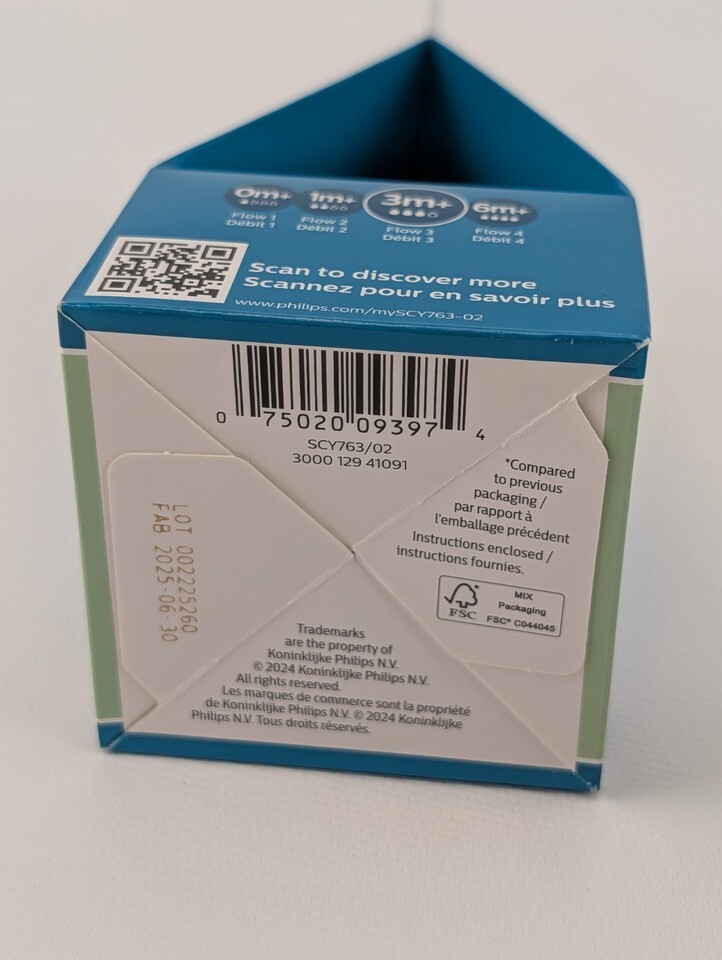 0m+ 1m+ 3m+ 6m+
Flow 1 Flow 2 Flow 3 Flow 4
Débit 1 Débit 2 Débit 3 Débit 4
Scan to discover more
Scannez pour en savoir plus
www.philips.com/mySCY763-02
0 75020 09397 4
SCY763/02
3000 129 41091
*Compared
to previous
packaging /
par rapport à
l'emballage précédent
Instructions enclosed /
instructions fournies.
FSC
MIX
Packaging
FSC® C044045
LOT 002225260
FAB 2025-06-30
Trademarks
are the property of
Koninklijke Philips N.V.
© 2024 Koninklijke Philips N.V.
All rights reserved.
Les marques de commerce sont la propriété
de Koninklijke Philips N.V. © 2024 Koninklijke
Philips N.V. Tous droits réservés.